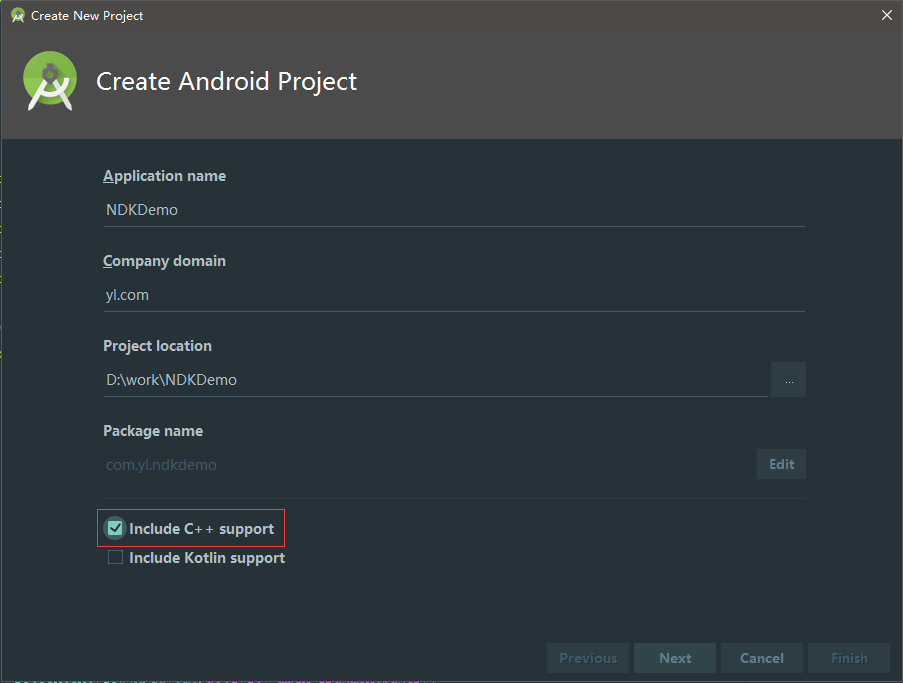 Create New Project
Create Android Project
Application name
NDKDemo
Company domain
yl.com
Project location
D:\work\NDKDemo
...
Package name
com.yl.ndkdemo
Edit
Include C++ support
Include Kotlin support
Previous Next Cancel Finish